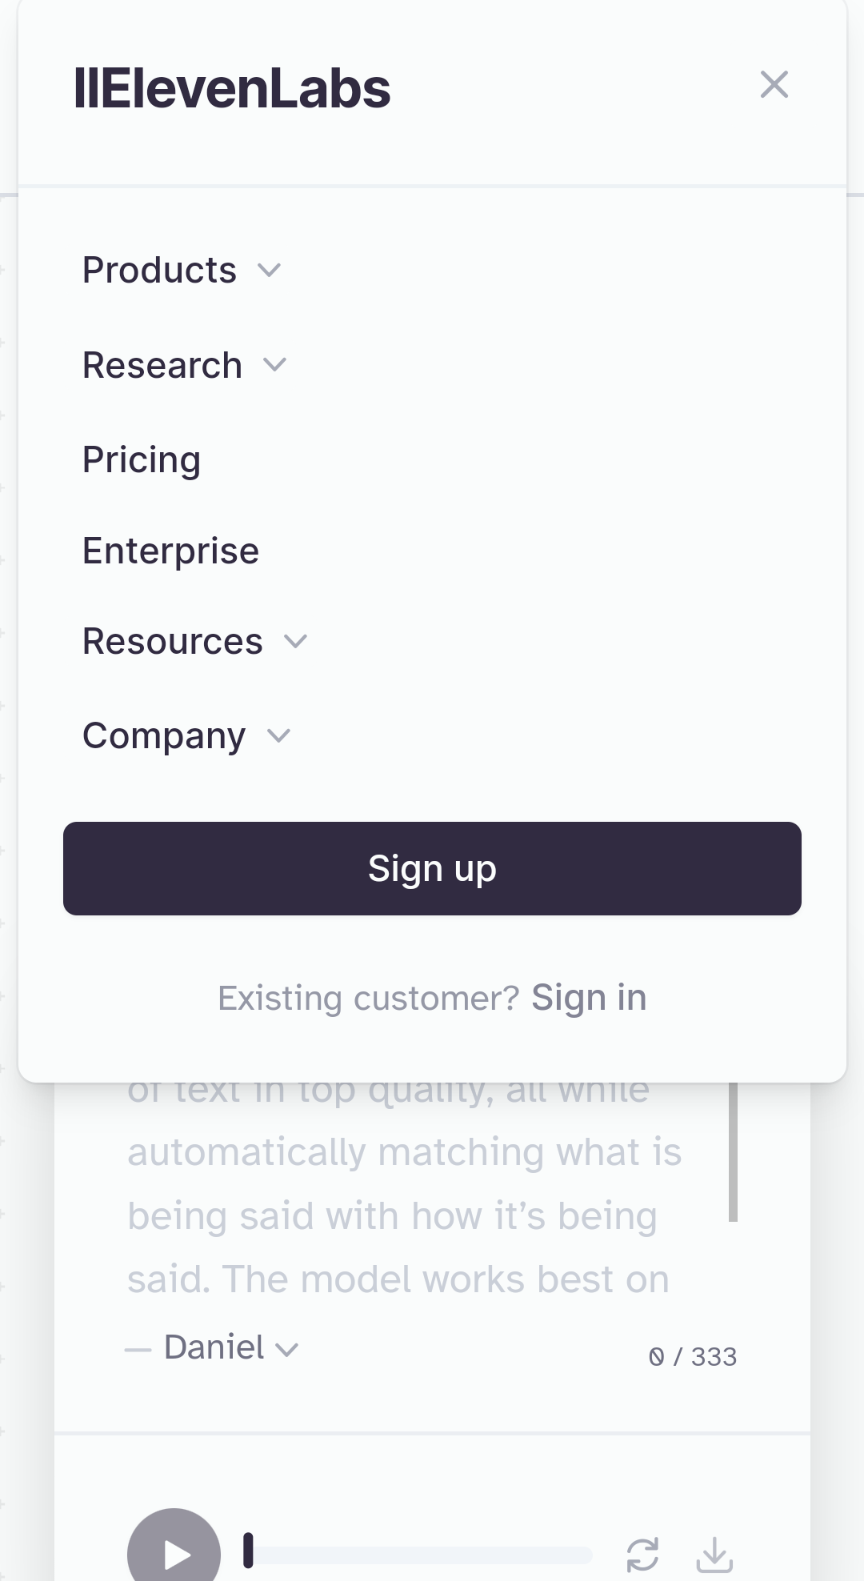 IIElevenLabs
Products
Research
Pricing
Enterprise
Resources
Company
Sign up
Existing customer? Sign in
of text in top quality, all while
automatically matching what is
being said with how it’s being
said. The model works best on
— Daniel
0 / 333